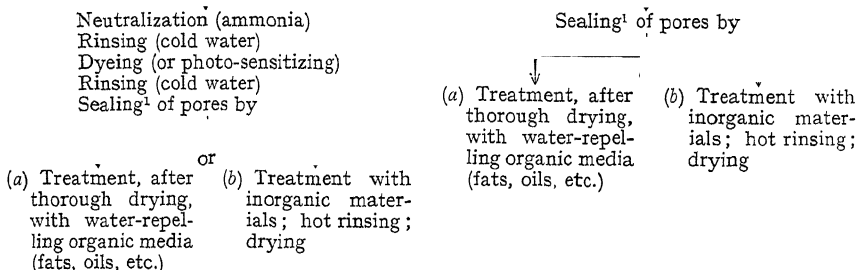 Neutralization (ammonia)
Rinsing (cold water)
Dyeing (or photo-sensitizing)
Rinsing (cold water)
Sealing¹ of pores by
or
(a) Treatment, after
thorough drying,
with water-repel-
ling organic media
(fats, oils, etc.)
(b) Treatment with
inorganic mater-
ials; hot rinsing;
drying
Sealing¹ of pores by
(a) Treatment, after
thorough drying,
with water-repel-
ling organic media
(fats, oils, etc.)
(b) Treatment with
inorganic mater-
ials; hot rinsing;
drying